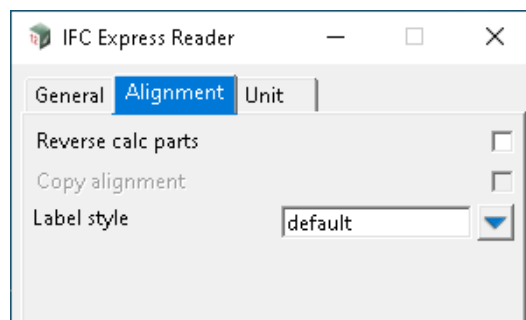 IFC Express Reader
General Alignment Unit
Reverse calc parts
Copy alignment
Label style default